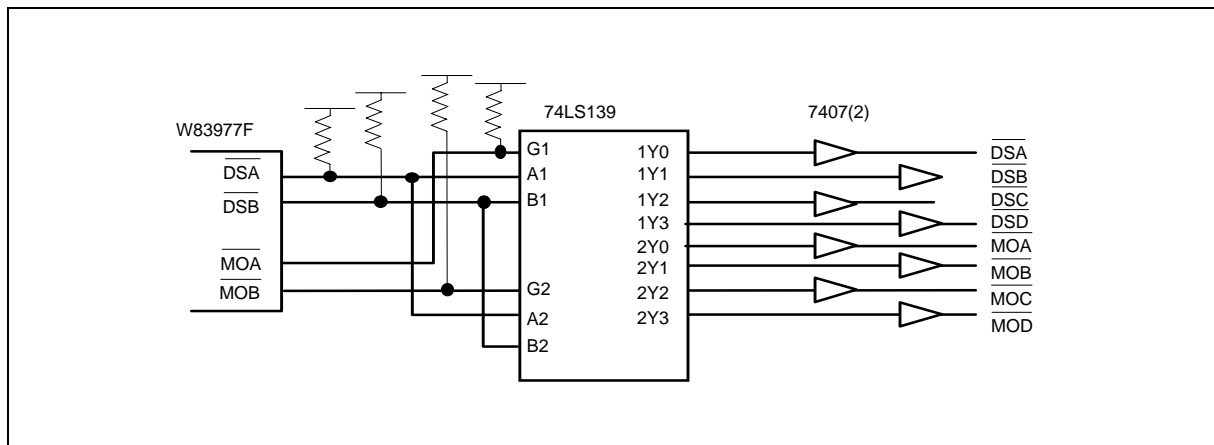 74LS139 7407(2)
W83977F
DSA
DSB
MOA
MOB
G1
A1
B1
G2
A2
B2
1Y0
1Y1
1Y2
1Y3
2Y0
2Y1
2Y2
2Y3
DSA
DSB
DSC
DSD
MOA
MOB
MOC
MOD